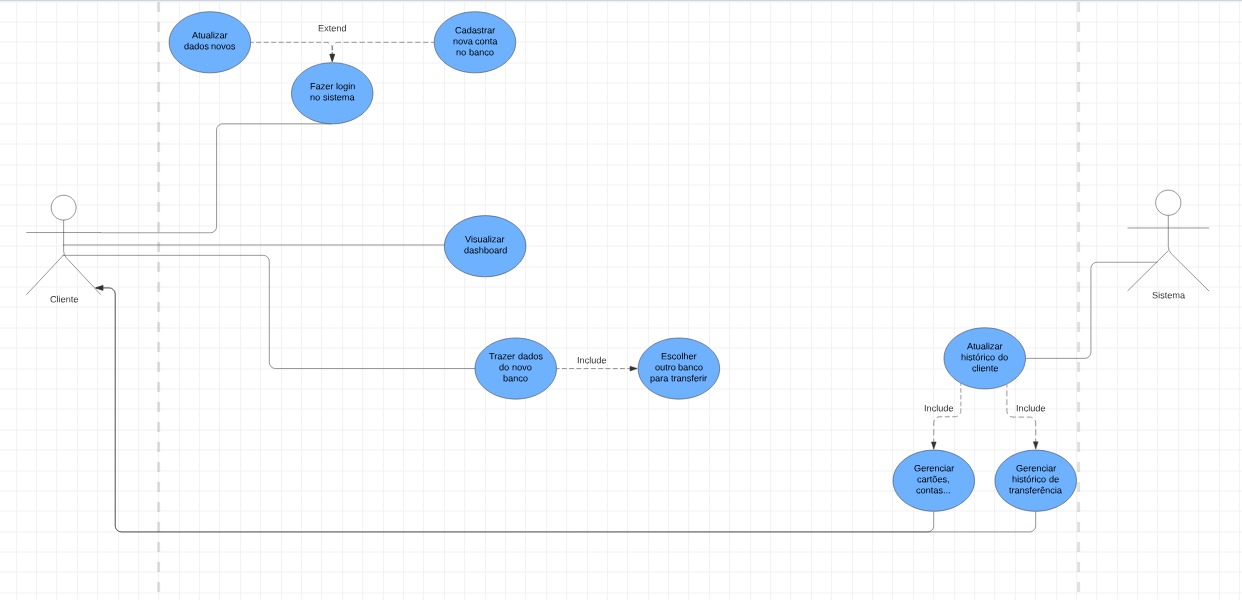 Atualizar
dados novos
Extend
Cadastrar
nova conta
no banco
Fazer login
no sistema
Visualizar
dashboard
Cliente
Sistema
Trazer dados
do novo
banco
Include
Escolher
outro banco
para transferir
Atualizar
histórico do
cliente
Include
Include
Gerenciar
cartões,
contas...
Gerenciar
histórico de
transferência